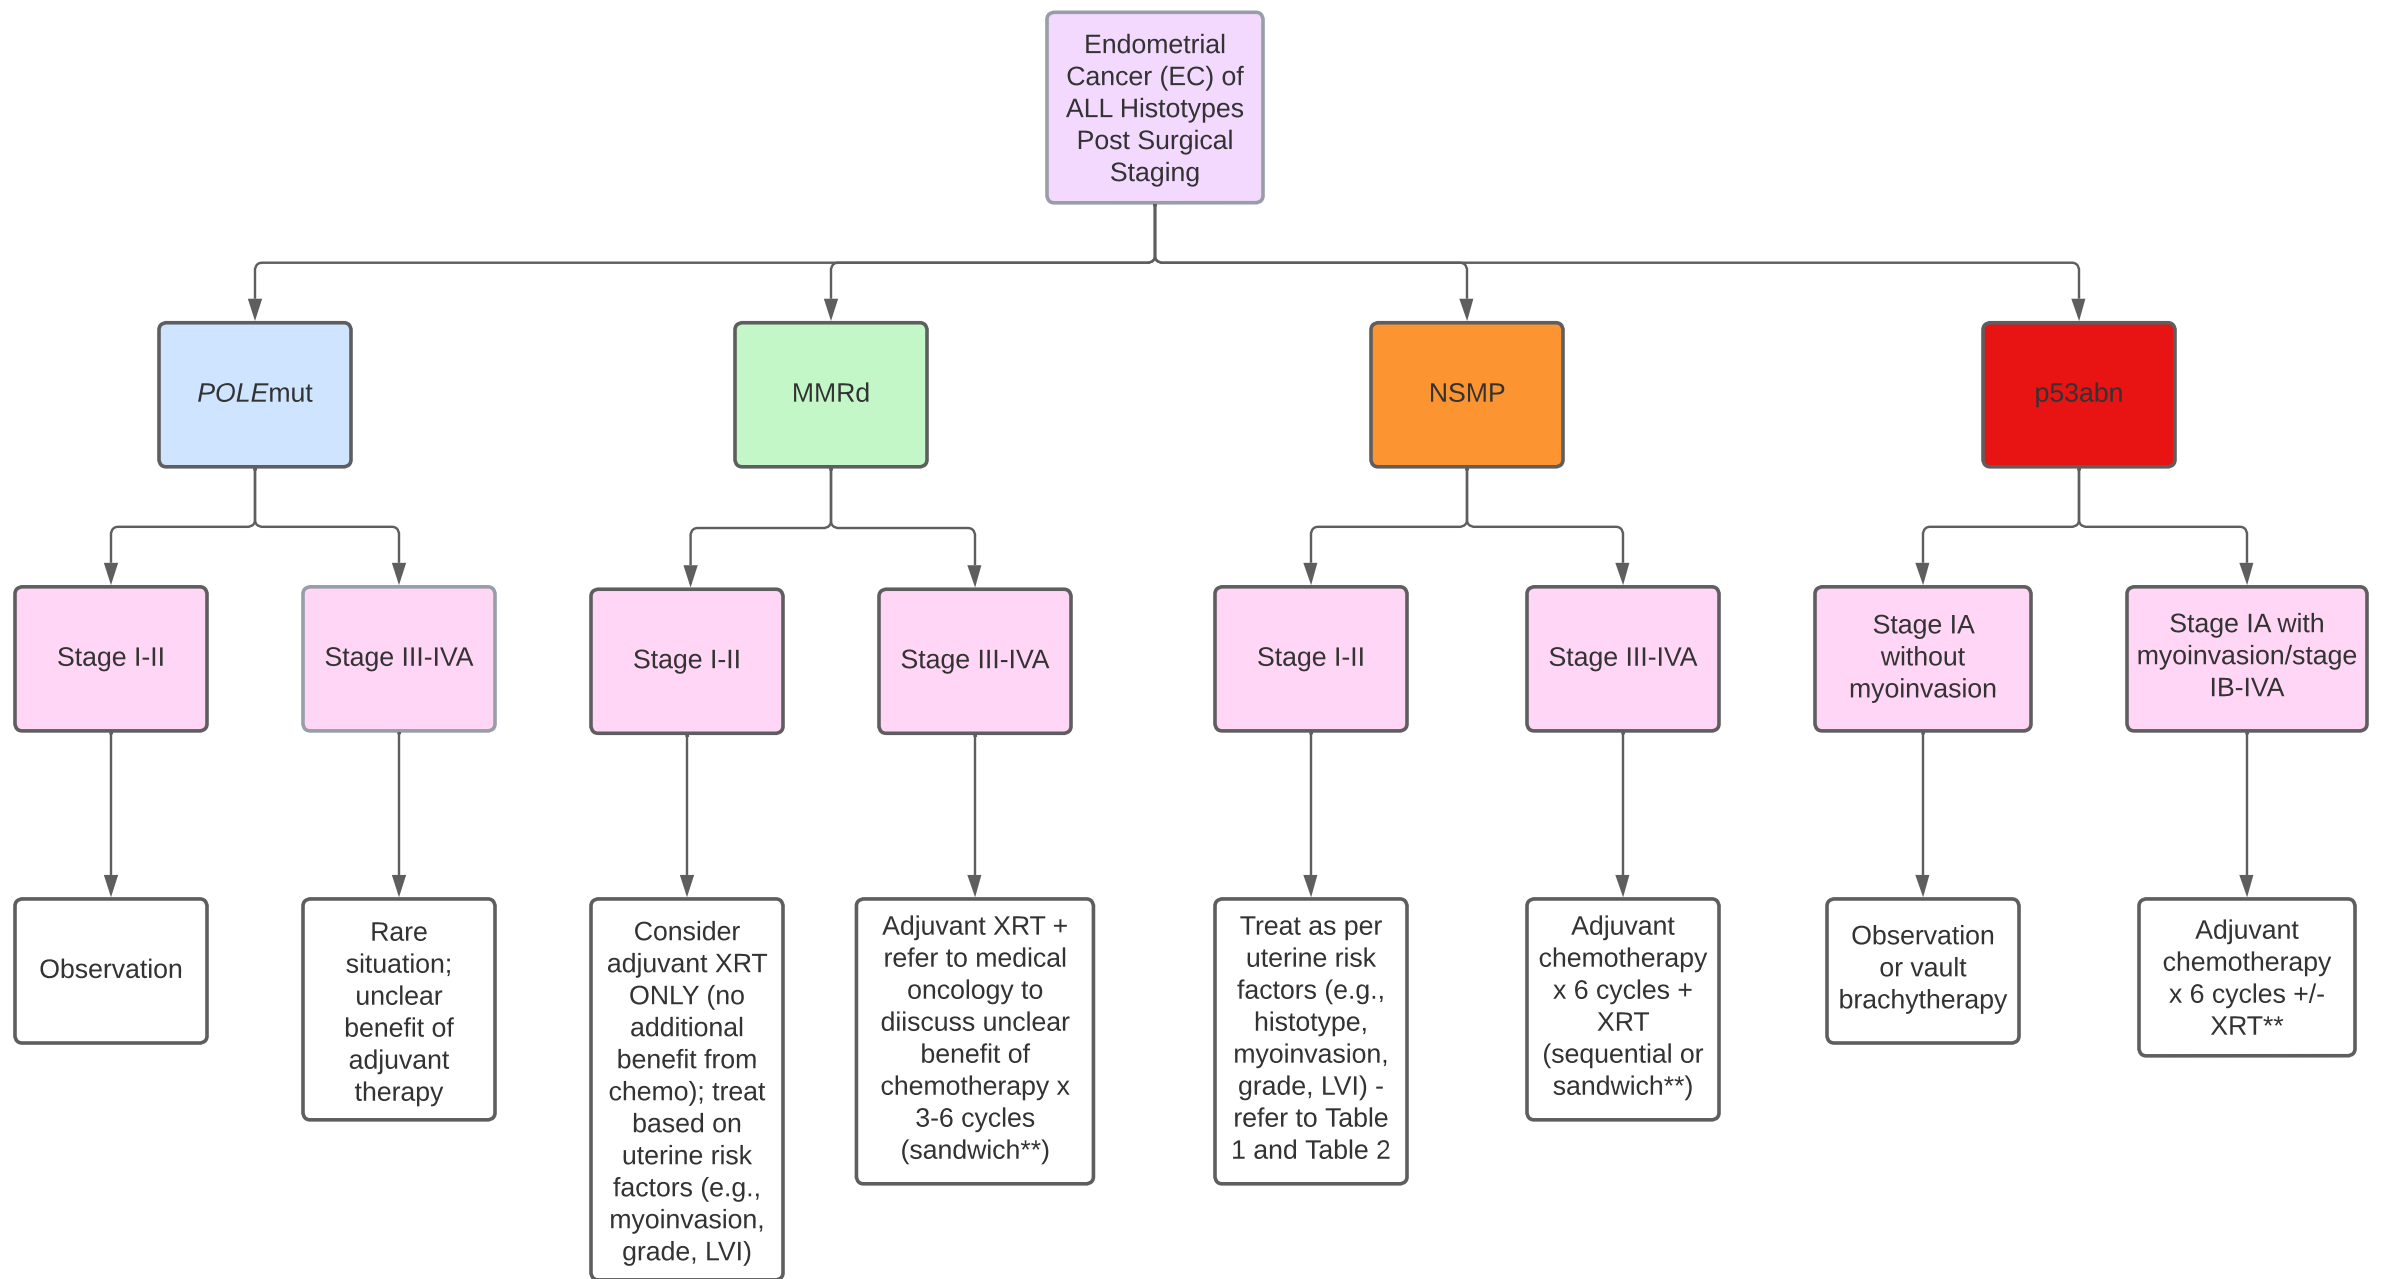 Endometrial
Cancer (EC) of
ALL Histotypes
Post Surgical
Staging
POLEmut
MMRd
NSMP
p53abn
Stage I-II
Stage III-IVA
Stage I-II
Stage III-IVA
Stage I-II
Stage III-IVA
Stage IA
without
myoinvasion
Stage IA with
myoinvasion/stage
IB-IVA
Observation
Rare
situation;
unclear
benefit of
adjuvant
therapy
Consider
adjuvant XRT
ONLY (no
additional
benefit from
chemo); treat
based on
uterine risk
factors (e.g.,
myoinvasion,
grade, LVI)
Adjuvant XRT +
refer to medical
oncology to
diiscuss unclear
benefit of
chemotherapy x
3-6 cycles
(sandwich**)
Treat as per
uterine risk
factors (e.g.,
histotype,
myoinvasion,
grade, LVI) -
refer to Table
1 and Table 2
Adjuvant
chemotherapy
x 6 cycles +
XRT
(sequential or
sandwich**)
Observation
or vault
brachytherapy
Adjuvant
chemotherapy
x 6 cycles +/-
XRT**